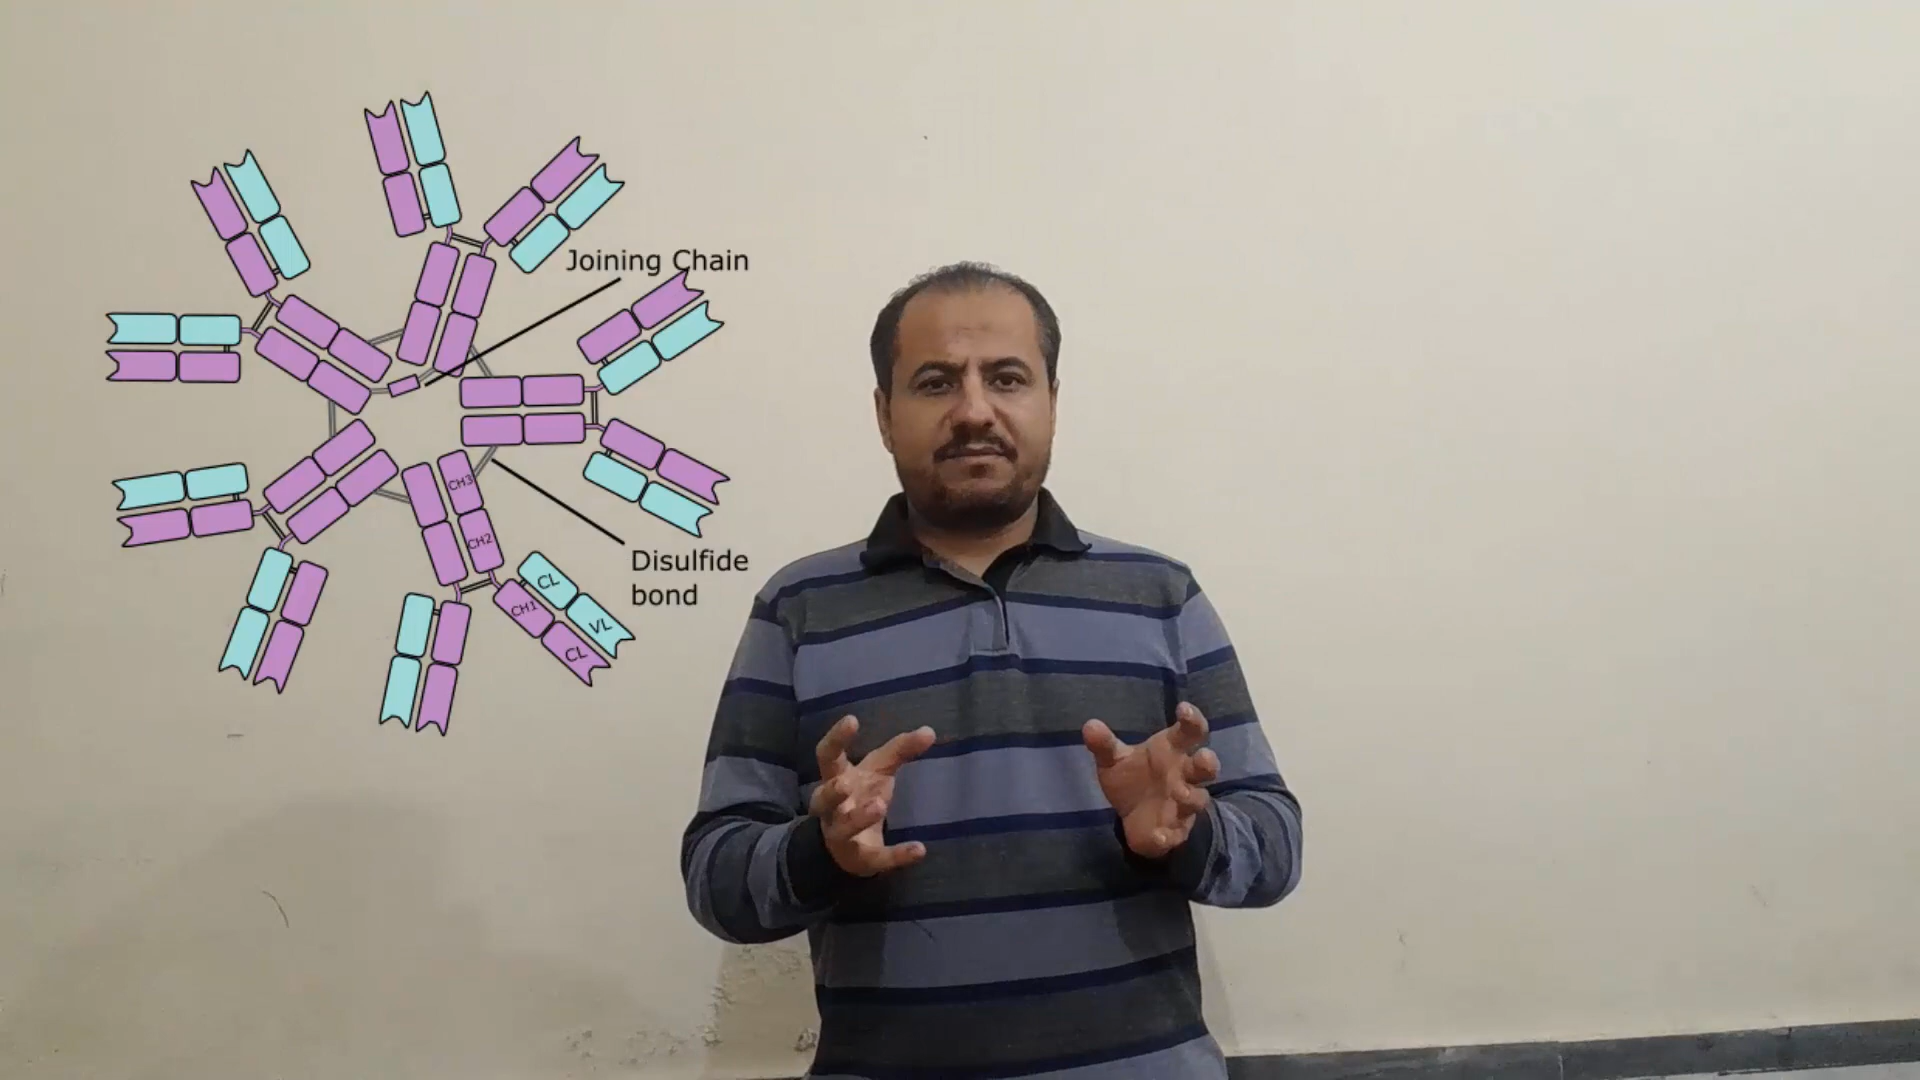 Joining Chain
CH3
CH2
Disulfide
bond
CL
CH1
VL
CL